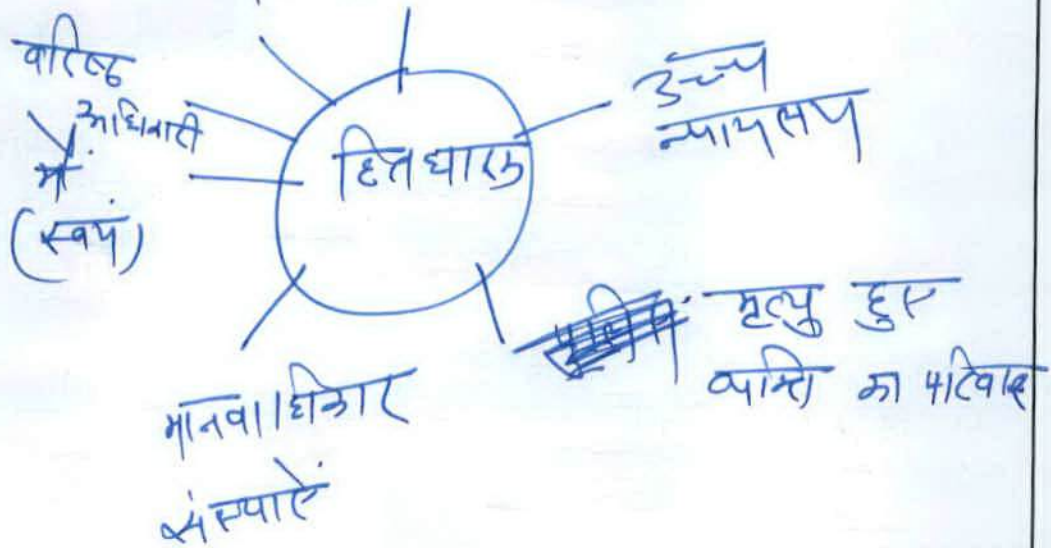 वरिष्ठ
अधिकारी
में
(स्वयं)
हितधारक
उच्च
न्यायालय
मृत्यु हुए
व्यक्ति का परिवार
मानवाधिकार
संस्थाऐं